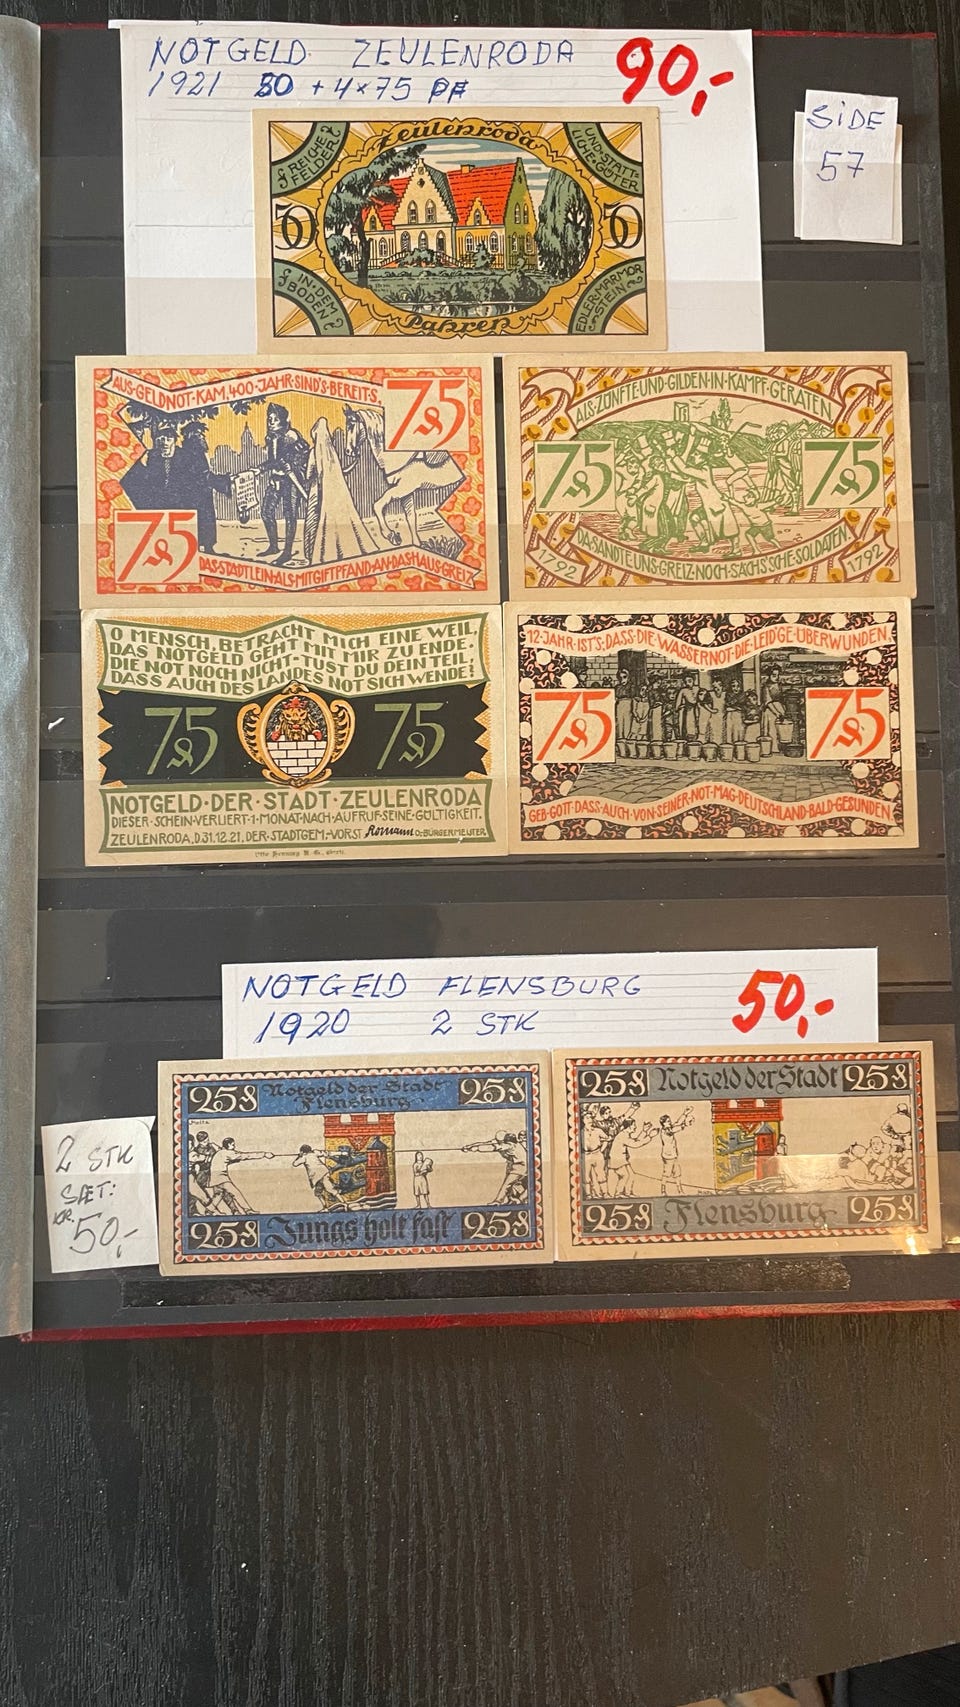 NOTGELD ZEULENRODA 90,-
1921 50 + 4x75 PF
SIDE
57
Zeulenroda
REICHE
FELDER
UND STATT-
LICHE GÜTER
50 50
IN DEM
BODEN
EDLER MARMOR
STEIN
Pahren
AUS·GELDNOT·KAM, 400·JAHR·SIND'S·BEREITS,
75
75
DAS·STÄDTLEIN·ALS·MITGIFTPFAND·AN·DAS·HAUS·GREIZ
ALS·ZÜNFTE·UND·GILDEN·IN·KAMPF·GERATEN,
75 75
DA·SANDTE·UNS·GREIZ·NOCH·SÄCHS'SCHE·SOLDATEN.
1792 1792
O MENSCH, BETRACHT MICH EINE WEIL,
DAS NOTGELD GEHT MIT MIR ZU ENDE.
DIE NOT NOCH NICHT-TUST DU DEIN TEIL,
DASS AUCH DES LANDES NOT SICH WENDE?
75 75
NOTGELD·DER·STADT·ZEULENRODA
DIESER·SCHEIN·VERLIERT·1·MONAT·NACH·AUFRUF·SEINE·GÜLTIGKEIT.
ZEULENRODA, D. 31.12.21, DER·STADTGEM.-VORST. OBÜRGERMEISTER
12·JAHR·IST'S, DASS·DIE·WASSERNOT·DIE·LEID'GE·ÜBERWUNDEN,
75 75
GEB·GOTT·DASS·AUCH·VON·SEINER·NOT·MAG·DEUTSCHLAND·BALD·GESUNDEN
NOTGELD FLENSBURG 50,-
1920 2 STK
2 STK
SÆT:
KR.
50,-
25₰ Notgeld der Stadt 25₰
Flensburg
Holtz
25₰ Jungs holt fast 25₰
25₰ Notgeld der Stadt 25₰
25₰ Flensburg 25₰